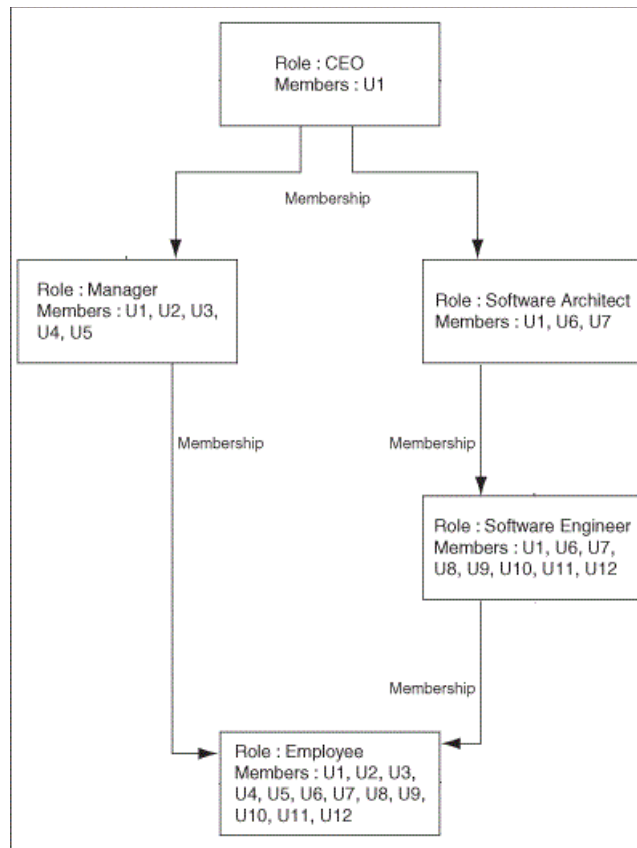 Role : CEO
Members : U1
Membership
Role : Manager
Members : U1, U2, U3,
U4, U5
Role : Software Architect
Members : U1, U6, U7
Membership
Membership
Role : Software Engineer
Members : U1, U6, U7,
U8, U9, U10, U11, U12
Membership
Role : Employee
Members : U1, U2, U3,
U4, U5, U6, U7, U8, U9,
U10, U11, U12